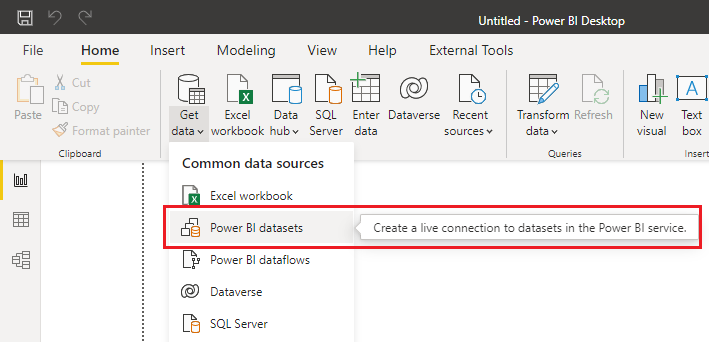 Untitled - Power BI Desktop
File Home Insert Modeling View Help External Tools
Paste
Cut
Copy
Format painter
Clipboard
Get data
Excel workbook
Data hub
SQL Server
Enter data
Dataverse
Recent sources
Transform data
Refresh
Queries
New visual
Text box
Insert
Common data sources
Excel workbook
Power BI datasets
Create a live connection to datasets in the Power BI service.
Power BI dataflows
Dataverse
SQL Server